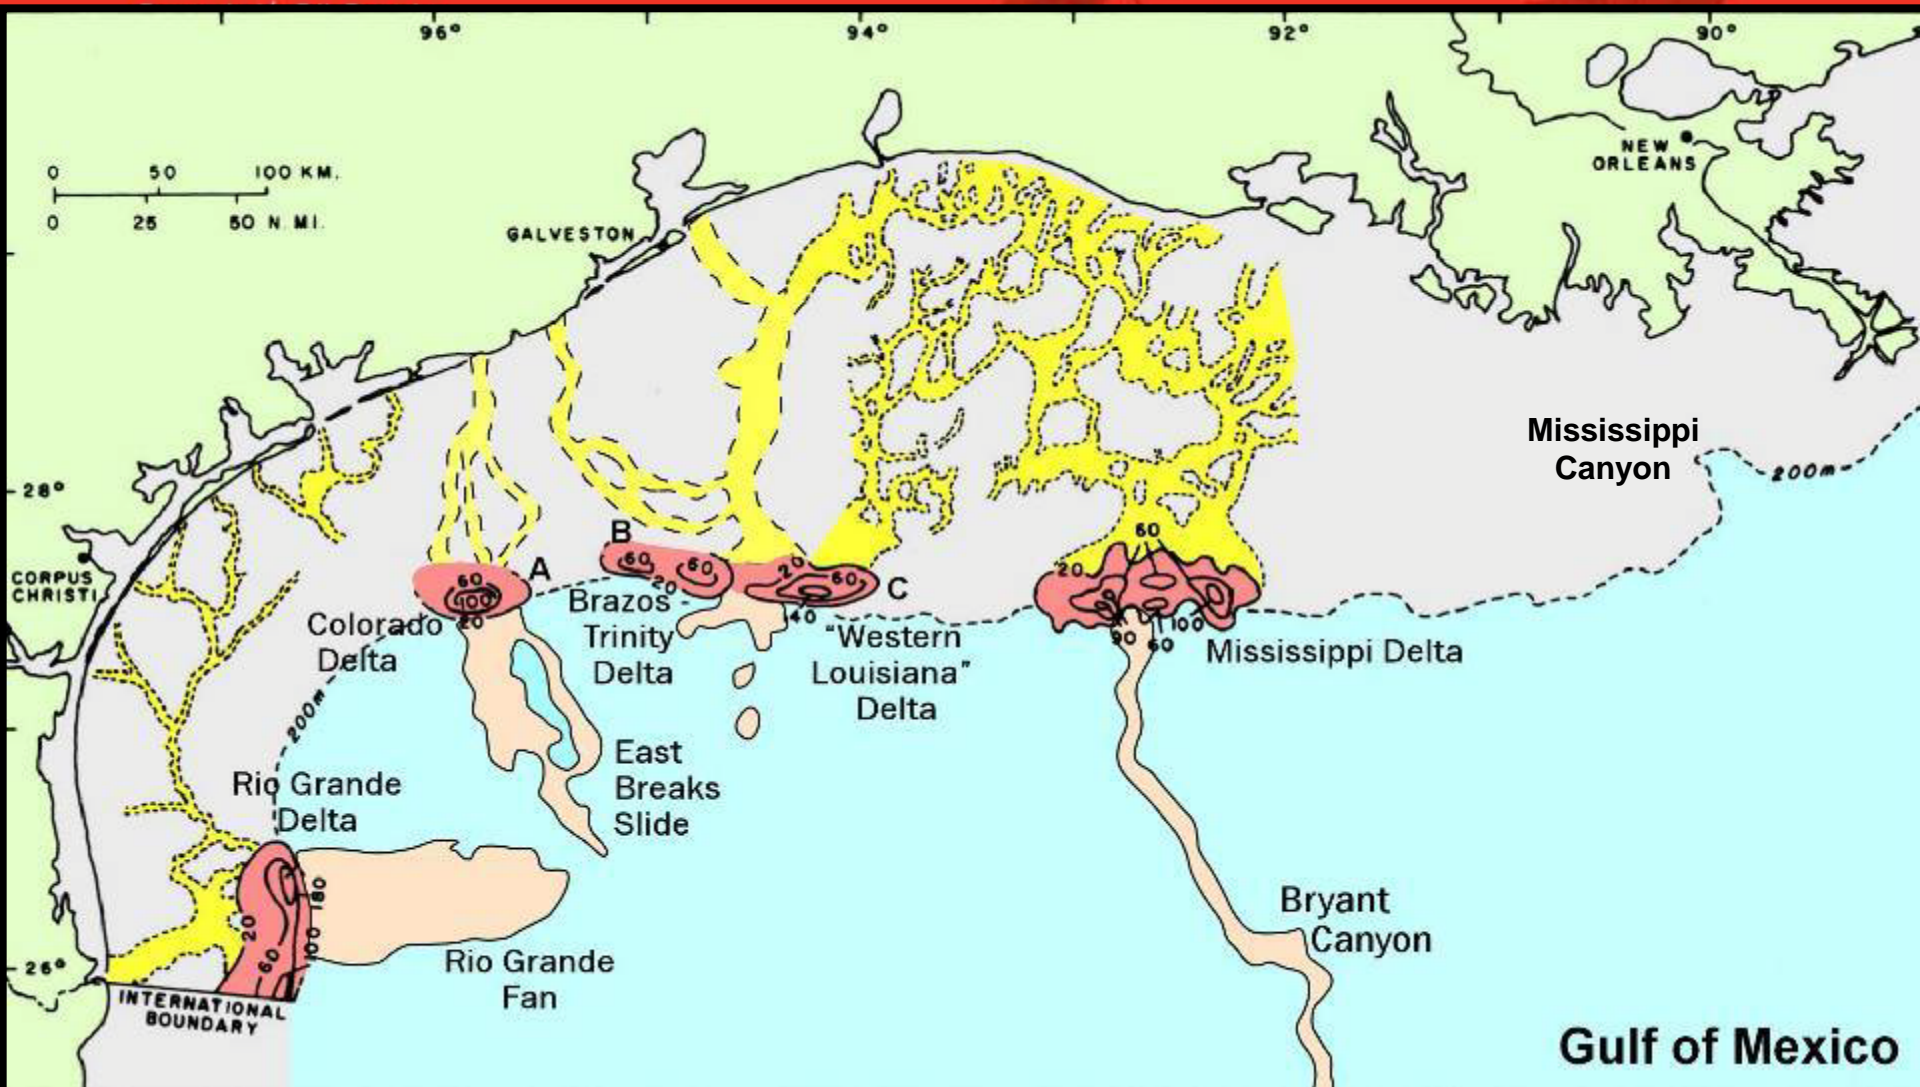 96°
94°
92°
90°
0 50 100 KM.
0 25 50 N. MI.
GALVESTON
NEW
ORLEANS
Mississippi
Canyon
200m
28°
CORPUS
CHRISTI
A
B
C
60
100
20
60
20
60
20
60
40
60
20
90
60
100
Colorado
Delta
Brazos -
Trinity
Delta
"Western
Louisiana"
Delta
Mississippi Delta
200m
East
Breaks
Slide
Rio Grande
Delta
180
20
60
100
Rio Grande
Fan
Bryant
Canyon
26°
INTERNATIONAL
BOUNDARY
Gulf of Mexico